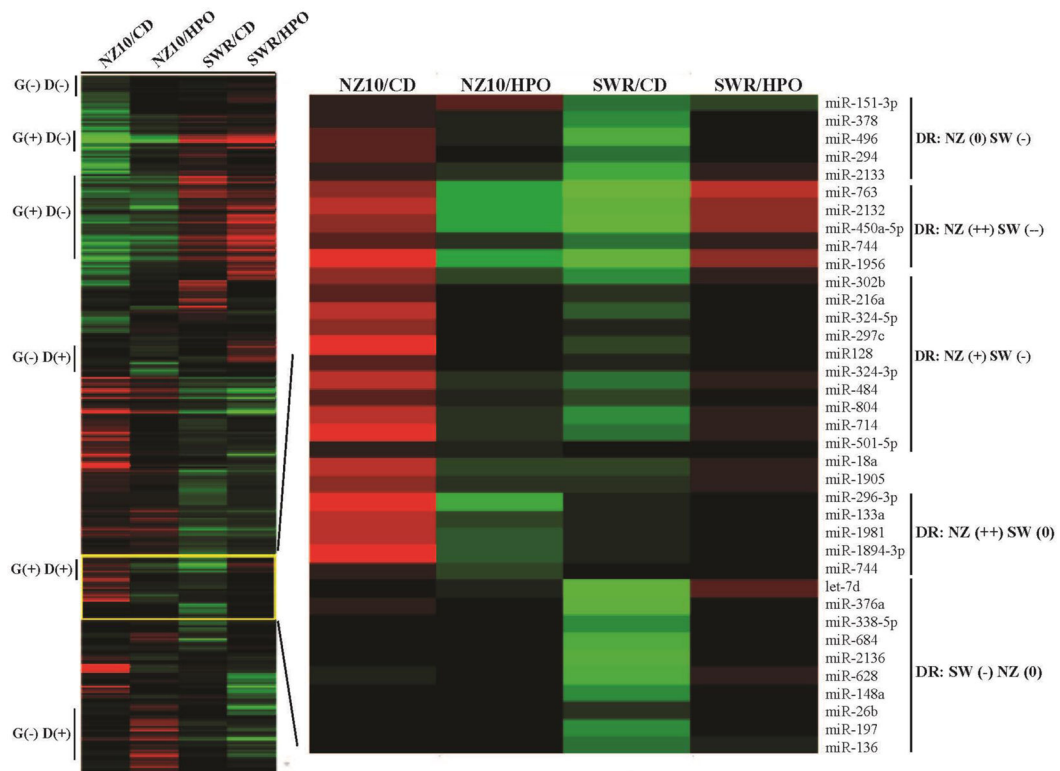 NZ10/CD
NZ10/HPO
SWR/CD
SWR/HPO
G(-) D(-)
G(+) D(-)
G(+) D(-)
G(-) D(+)
G(+) D(+)
G(-) D(+)
NZ10/CD
NZ10/HPO
SWR/CD
SWR/HPO
miR-151-3p
miR-378
miR-496
miR-294
miR-2133
miR-763
miR-2132
miR-450a-5p
miR-744
miR-1956
miR-302b
miR-216a
miR-324-5p
miR-297c
miR128
miR-324-3p
miR-484
miR-804
miR-714
miR-501-5p
miR-18a
miR-1905
miR-296-3p
miR-133a
miR-1981
miR-1894-3p
miR-744
let-7d
miR-376a
miR-338-5p
miR-684
miR-2136
miR-628
miR-148a
miR-26b
miR-197
miR-136
DR: NZ (0) SW (-)
DR: NZ (++) SW (--)
DR: NZ (+) SW (-)
DR: NZ (++) SW (0)
DR: SW (-) NZ (0)